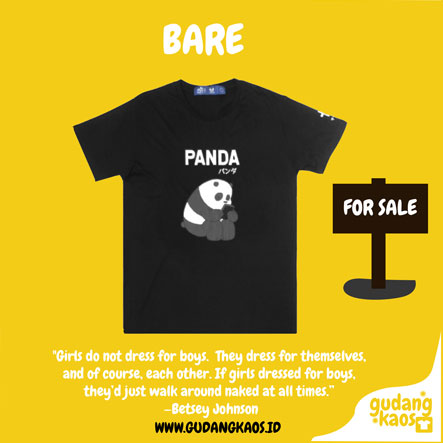 BARE
PANDA
パンダ
FOR SALE
"Girls do not dress for boys. They dress for themselves,
and of course, each other. If girls dressed for boys,
they'd just walk around naked at all times."
–Betsey Johnson
WWW.GUDANGKAOS.ID
gudang
kaos